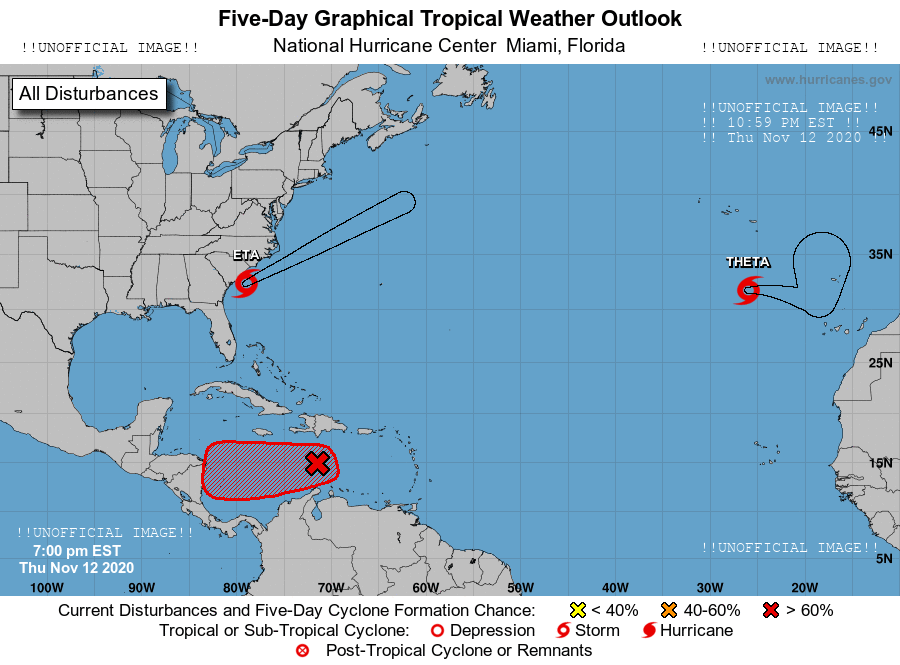 Five-Day Graphical Tropical Weather Outlook
!!UNOFFICIAL IMAGE!!
National Hurricane Center Miami, Florida
!!UNOFFICIAL IMAGE!!
All Disturbances
www.hurricanes.gov
!!UNOFFICIAL IMAGE!!
!! 10:59 PM EST !!
!! Thu Nov 12 2020 !!
45N
ETA
THETA
35N
25N
15N
!!UNOFFICIAL IMAGE!!
7:00 pm EST
Thu Nov 12 2020
!!UNOFFICIAL IMAGE!!
5N
100W 90W 80W 70W 60W 50W 40W 30W 20W
Current Disturbances and Five-Day Cyclone Formation Chance: < 40% 40-60% > 60%
Tropical or Sub-Tropical Cyclone: Depression Storm Hurricane
Post-Tropical Cyclone or Remnants